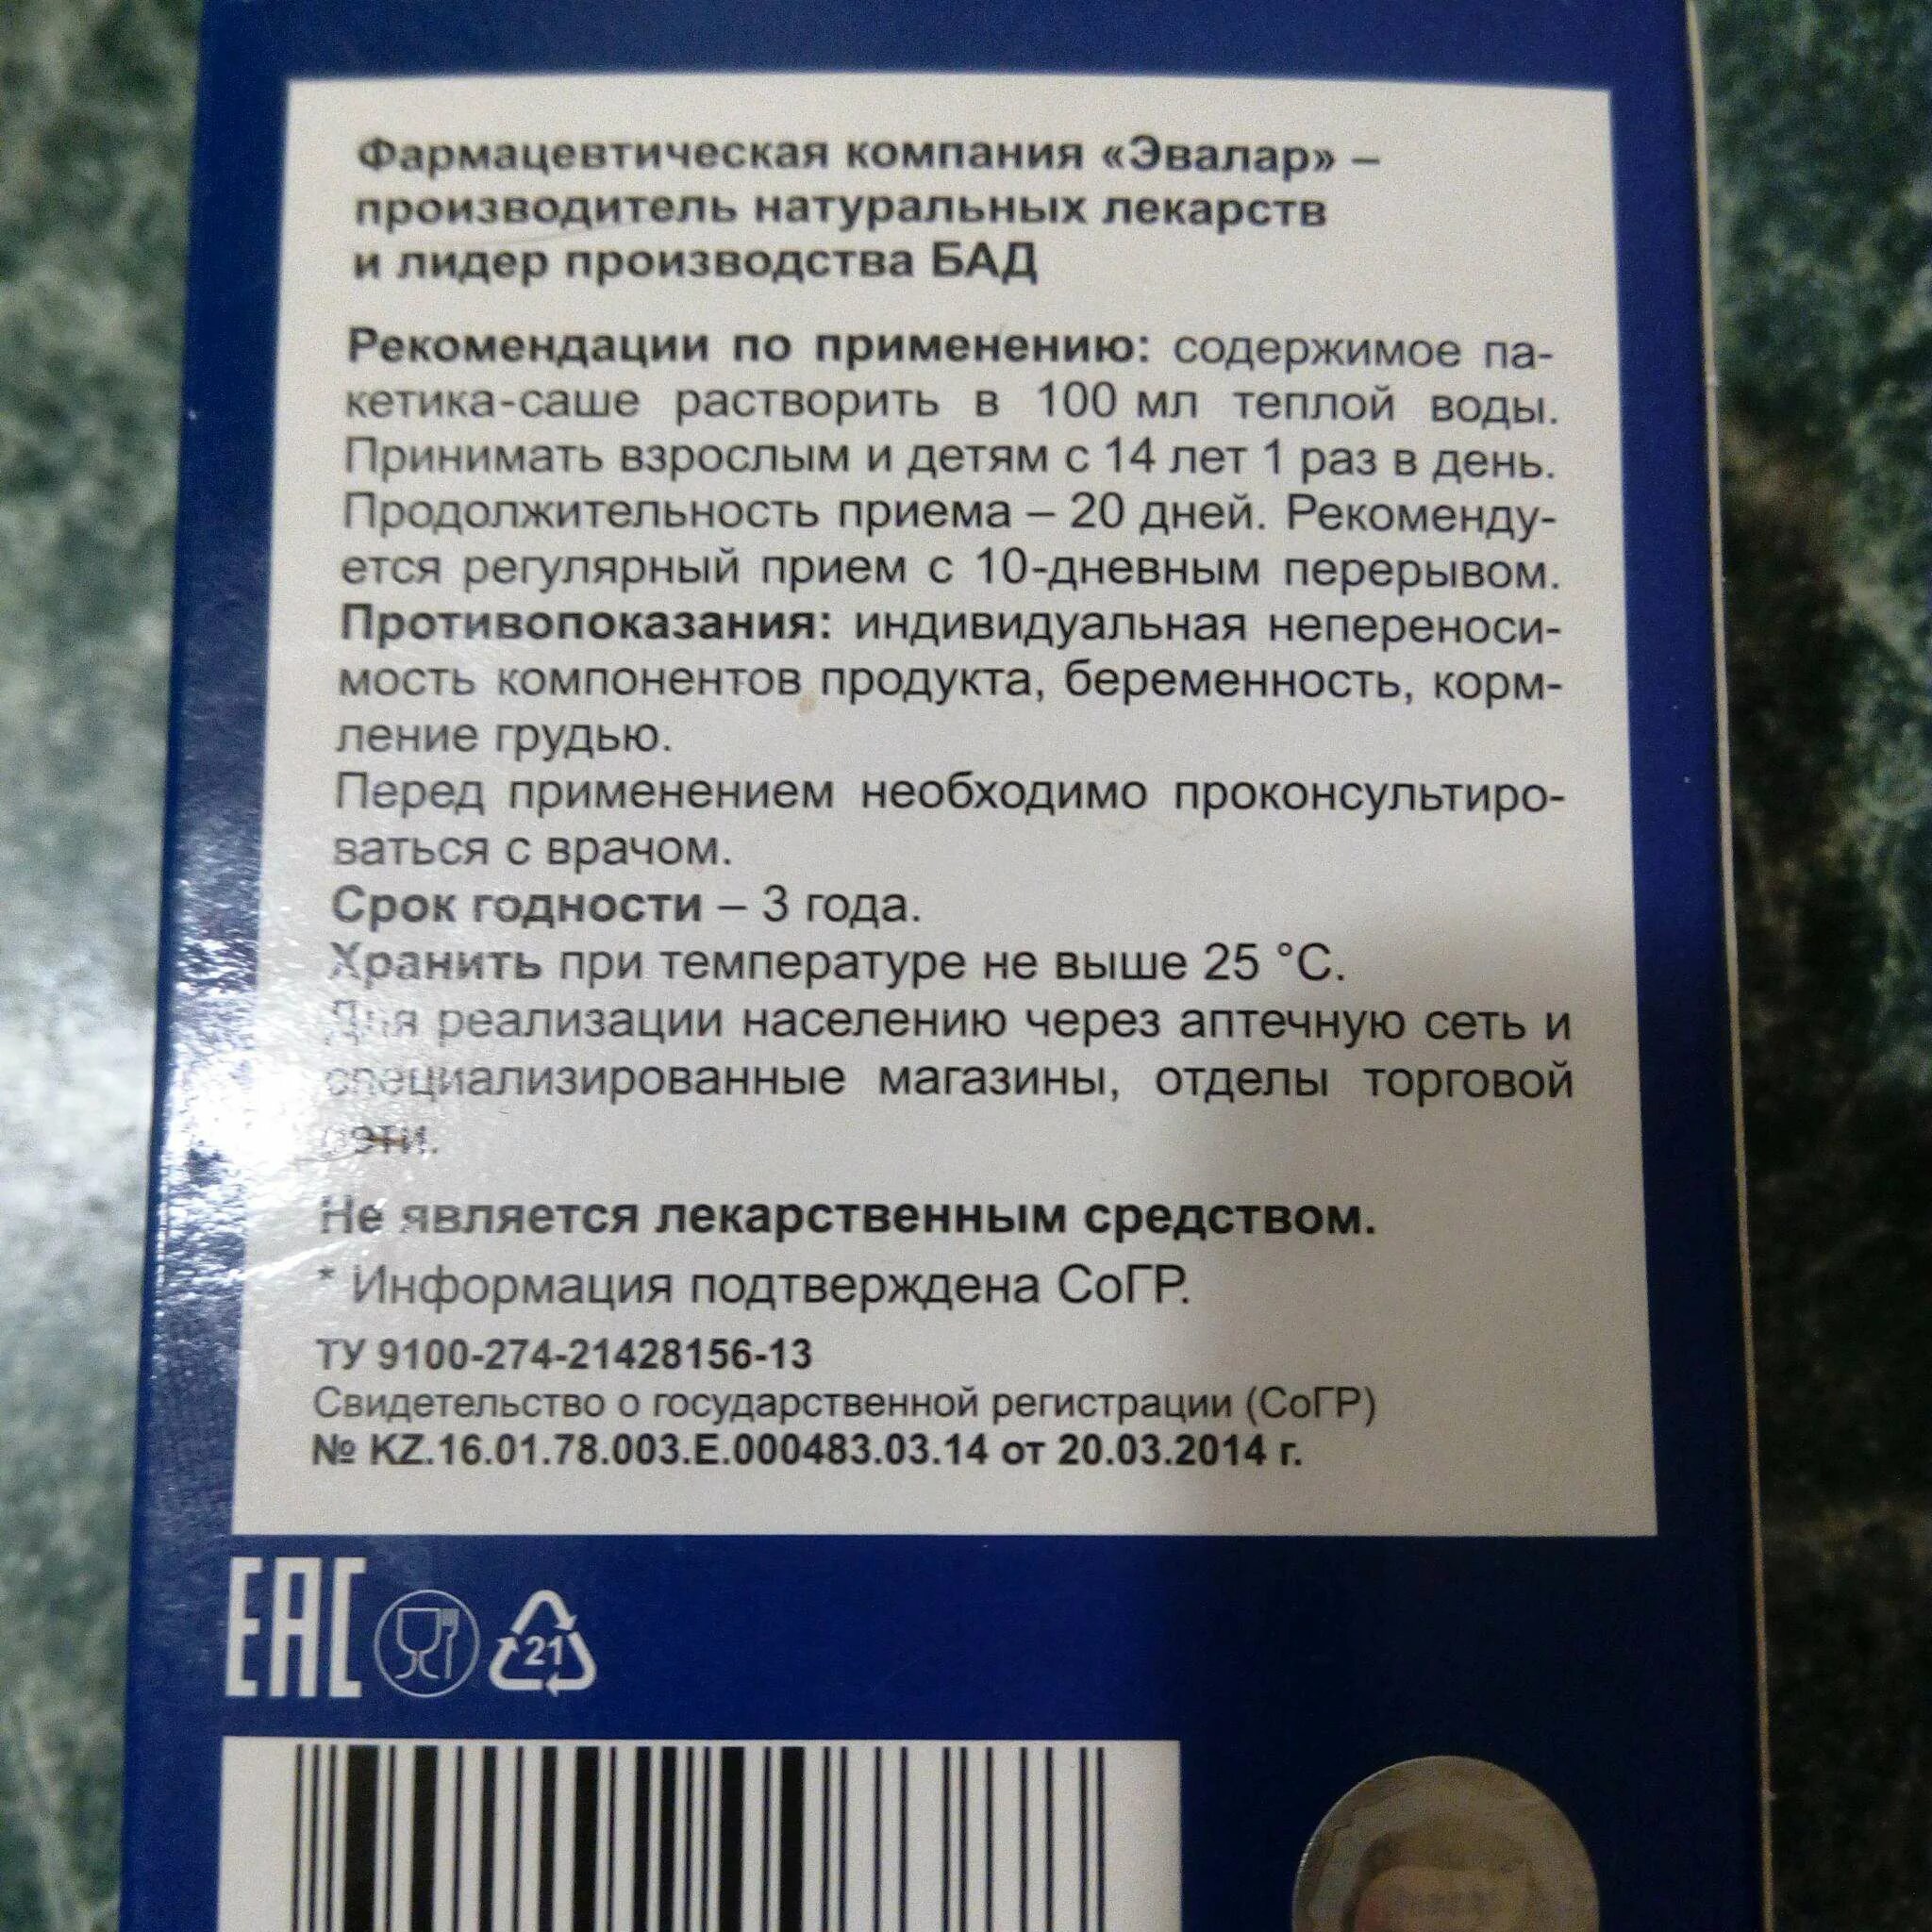 Фармацевтическая компания «Эвалар» –
производитель натуральных лекарств
и лидер производства БАД
Рекомендации по применению: содержимое па-
кетика-саше растворить в 100 мл теплой воды.
Принимать взрослым и детям с 14 лет 1 раз в день.
Продолжительность приема – 20 дней. Рекоменду-
ется регулярный прием с 10-дневным перерывом.
Противопоказания: индивидуальная непереноси-
мость компонентов продукта, беременность, корм-
ление грудью.
Перед применением необходимо проконсультиро-
ваться с врачом.
Срок годности – 3 года.
Хранить при температуре не выше 25 °С.
Для реализации населению через аптечную сеть и
специализированные магазины, отделы торговой
сети.
Не является лекарственным средством.
* Информация подтверждена СоГР.
ТУ 9100-274-21428156-13
Свидетельство о государственной регистрации (СоГР)
№ KZ.16.01.78.003.E.000483.03.14 от 20.03.2014 г.
EAC
21